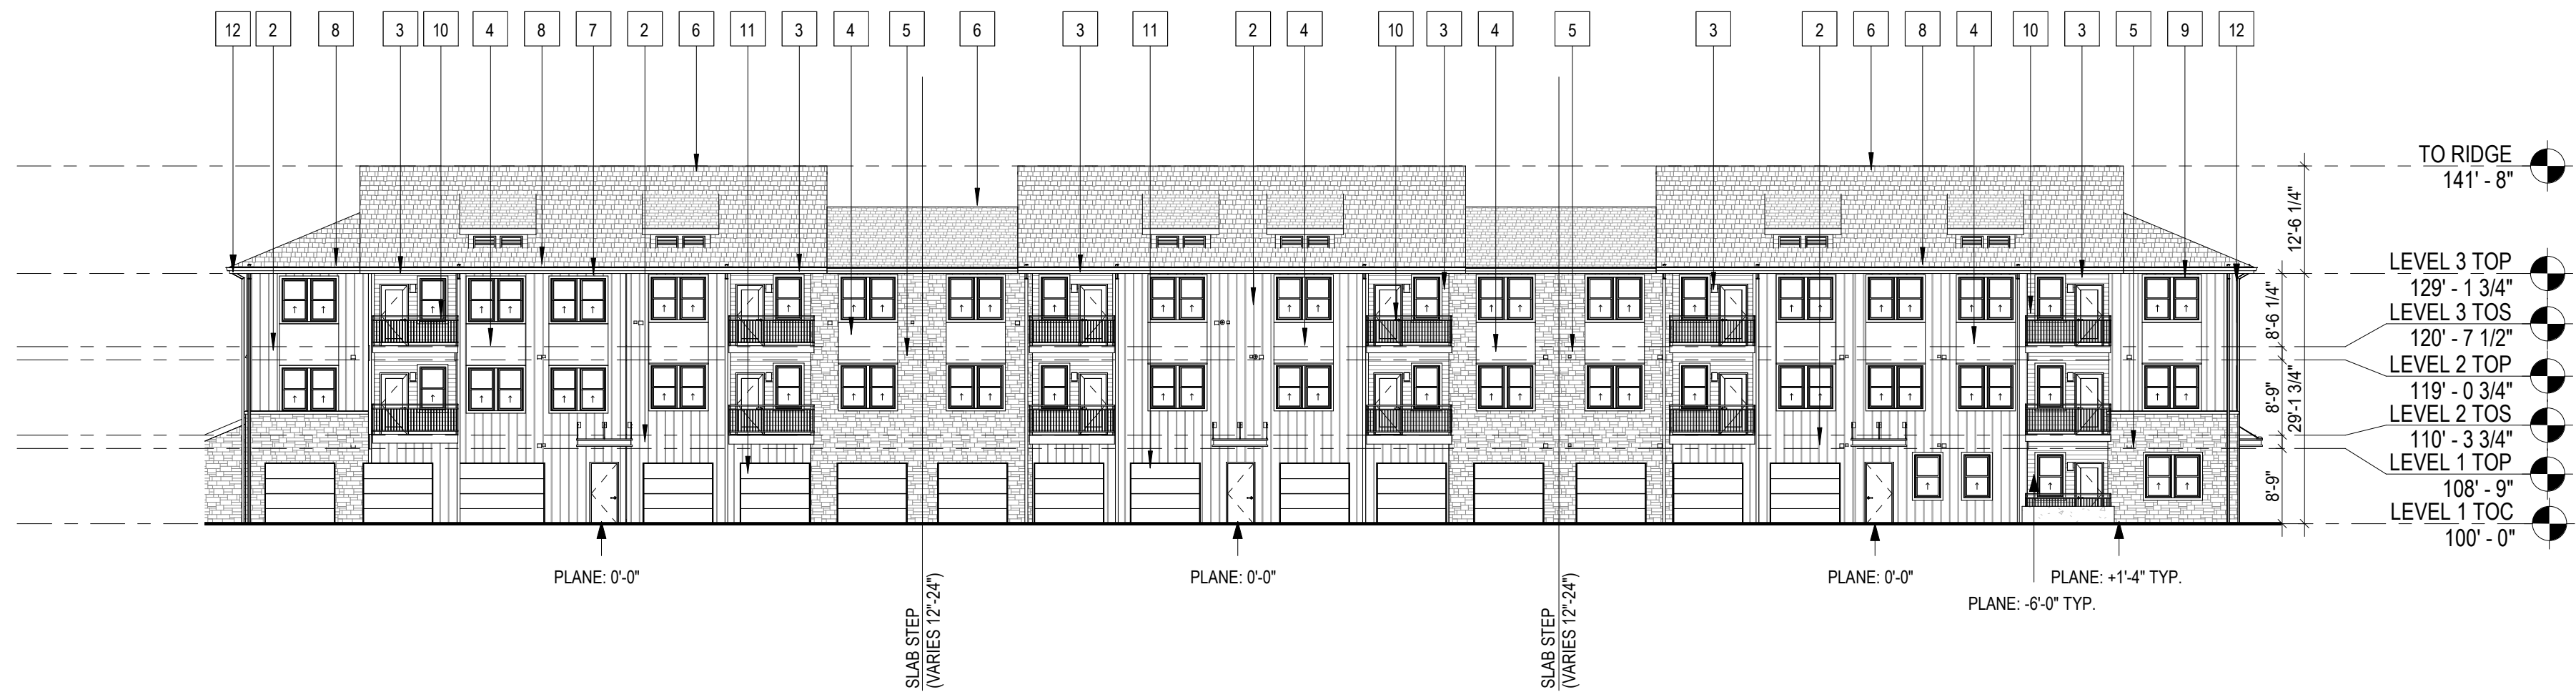 12 2 8 3 10 4 8 7 2 6 11 3 4 5 6 3 11 2 4 10 3 4 5 3 2 6 8 4 10 3 5 9 12
TO RIDGE
141' - 8"
12'-6 1/4"
LEVEL 3 TOP
129' - 1 3/4"
8'-6 1/4"
LEVEL 3 TOS
120' - 7 1/2"
LEVEL 2 TOP
119' - 0 3/4"
8'-9"
29'-1 3/4"
LEVEL 2 TOS
110' - 3 3/4"
LEVEL 1 TOP
108' - 9"
8'-9"
LEVEL 1 TOC
100' - 0"
PLANE: 0'-0"
PLANE: 0'-0"
PLANE: 0'-0"
PLANE: +1'-4" TYP.
PLANE: -6'-0" TYP.
SLAB STEP
(VARIES 12"-24")
SLAB STEP
(VARIES 12"-24")